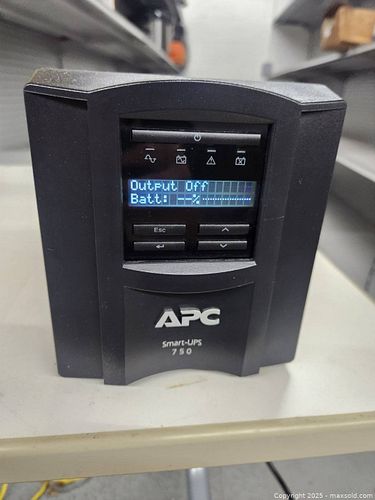 Output Off
Batt: --%
Esc
APC
Smart-UPS
750
Copyright © 2025 - maxsold.com